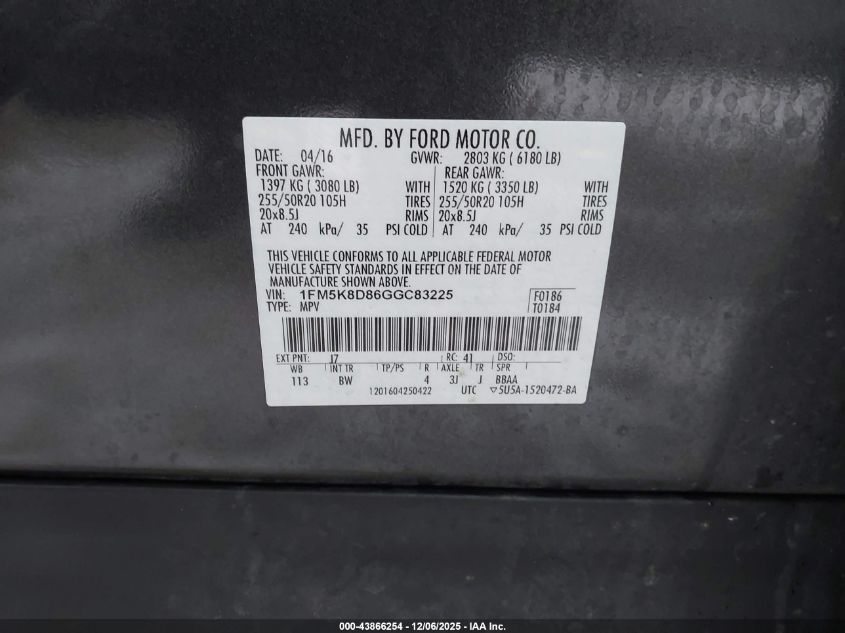 MFD. BY FORD MOTOR CO.
DATE: 04/16 GVWR: 2803 KG ( 6180 LB)
FRONT GAWR: REAR GAWR:
1397 KG ( 3080 LB) WITH 1520 KG ( 3350 LB) WITH
255/50R20 105H TIRES 255/50R20 105H TIRES
20x8.5J RIMS 20x8.5J RIMS
AT 240 kPa/ 35 PSI COLD AT 240 kPa/ 35 PSI COLD
THIS VEHICLE CONFORMS TO ALL APPLICABLE FEDERAL MOTOR
VEHICLE SAFETY STANDARDS IN EFFECT ON THE DATE OF
MANUFACTURE SHOWN ABOVE.
VIN: 1FM5K8D86GGC83225 F0186
TYPE: MPV T0184
EXT PNT: J7 RC: 41 DSO:
WB INT TR TP/PS R AXLE TR SPR
113 BW 4 3J J BBAA
1201604250422 UTC ▽5U5A-1520472-BA
000-43866254 - 12/06/2025 - IAA Inc.